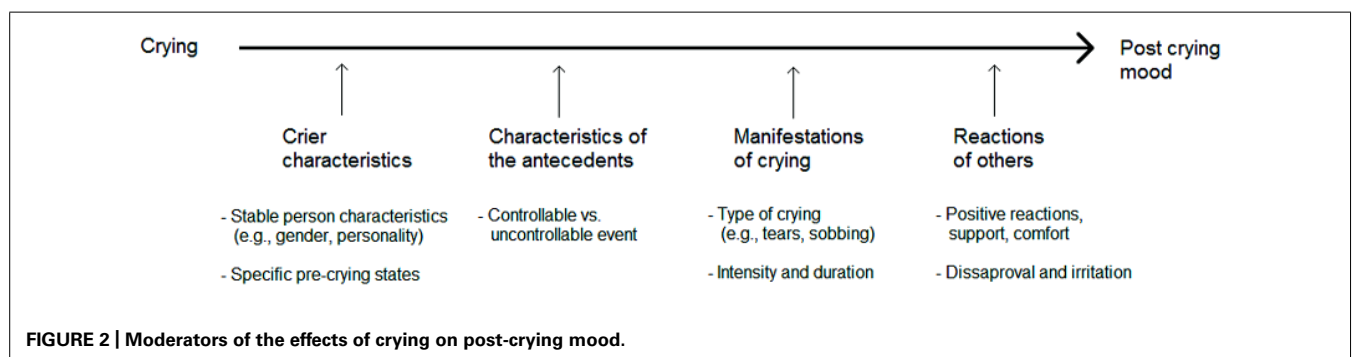 Crying
Post crying
mood
Crier
characteristics
- Stable person characteristics
(e.g., gender, personality)
- Specific pre-crying states
Characteristics of
the antecedents
- Controllable vs.
uncontrollable event
Manifestations
of crying
- Type of crying
(e.g., tears, sobbing)
- Intensity and duration
Reactions
of others
- Positive reactions,
support, comfort
- Dissaproval and irritation
FIGURE 2 | Moderators of the effects of crying on post-crying mood.